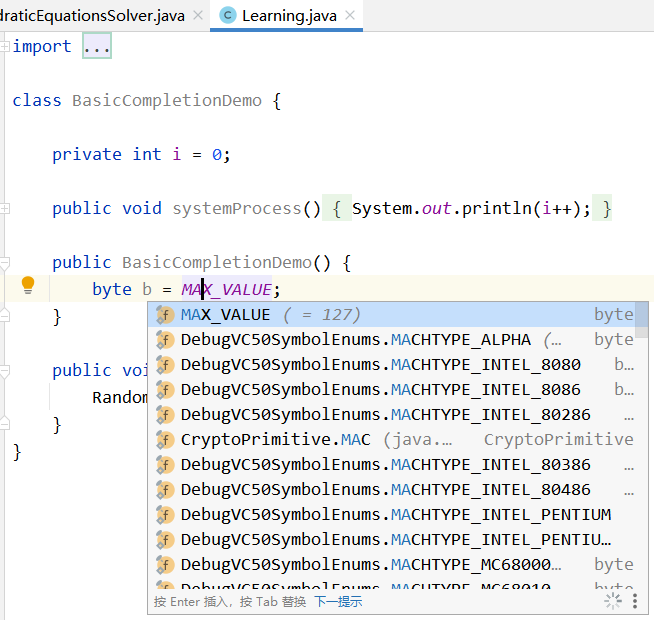 draticEquationsSolver.java Learning.java
import ...
class BasicCompletionDemo {
private int i = 0;
public void systemProcess() { System.out.println(i++); }
public BasicCompletionDemo() {
byte b = MAX_VALUE;
}
MAX_VALUE ( = 127) byte
DebugVC50SymbolEnums.MACHTYPE_ALPHA (… byte
public voi
DebugVC50SymbolEnums.MACHTYPE_INTEL_8080 b…
Random
DebugVC50SymbolEnums.MACHTYPE_INTEL_8086 b…
DebugVC50SymbolEnums.MACHTYPE_INTEL_80286 …
}
CryptoPrimitive.MAC (java.… CryptoPrimitive
}
DebugVC50SymbolEnums.MACHTYPE_INTEL_80386 …
DebugVC50SymbolEnums.MACHTYPE_INTEL_80486 …
DebugVC50SymbolEnums.MACHTYPE_INTEL_PENTIUM
DebugVC50SymbolEnums.MACHTYPE_INTEL_PENTIU…
DebugVC50SymbolEnums.MACHTYPE_MC68000… byte
DebugVC50SymbolEnums.MACHTYPE_MC68010 byte
按 Enter 插入，按 Tab 替换 下一提示